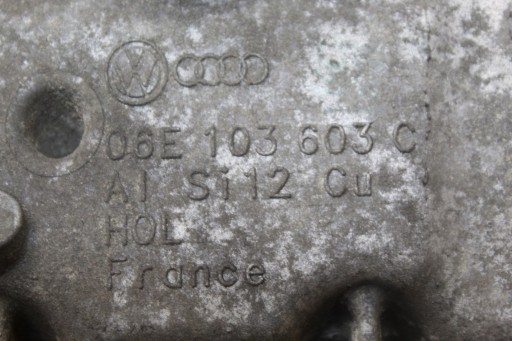 06E 103 603 C
Al Si12 Cu
HOL
France